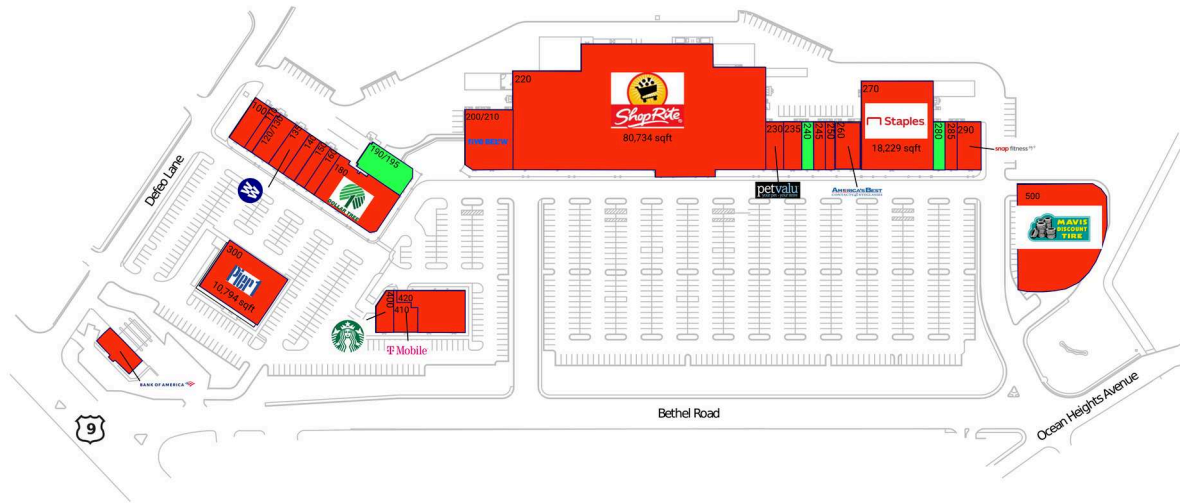 220
ShopRite
80,734 sqft
270
Staples
18,229 sqft
200/210
230
235
240
245
250
260
280
285
290
snap fitness
petvalu
AMERICA'S BEST
100
120/130
135
150
160
180
190/195
DOLLAR TREE
Defeo Lane
500
MAVIS
DISCOUNT
TIRE
300
Pier 1
10,794 sqft
400
420
410
T Mobile
BANK OF AMERICA
9
Bethel Road
Ocean Heights Avenue